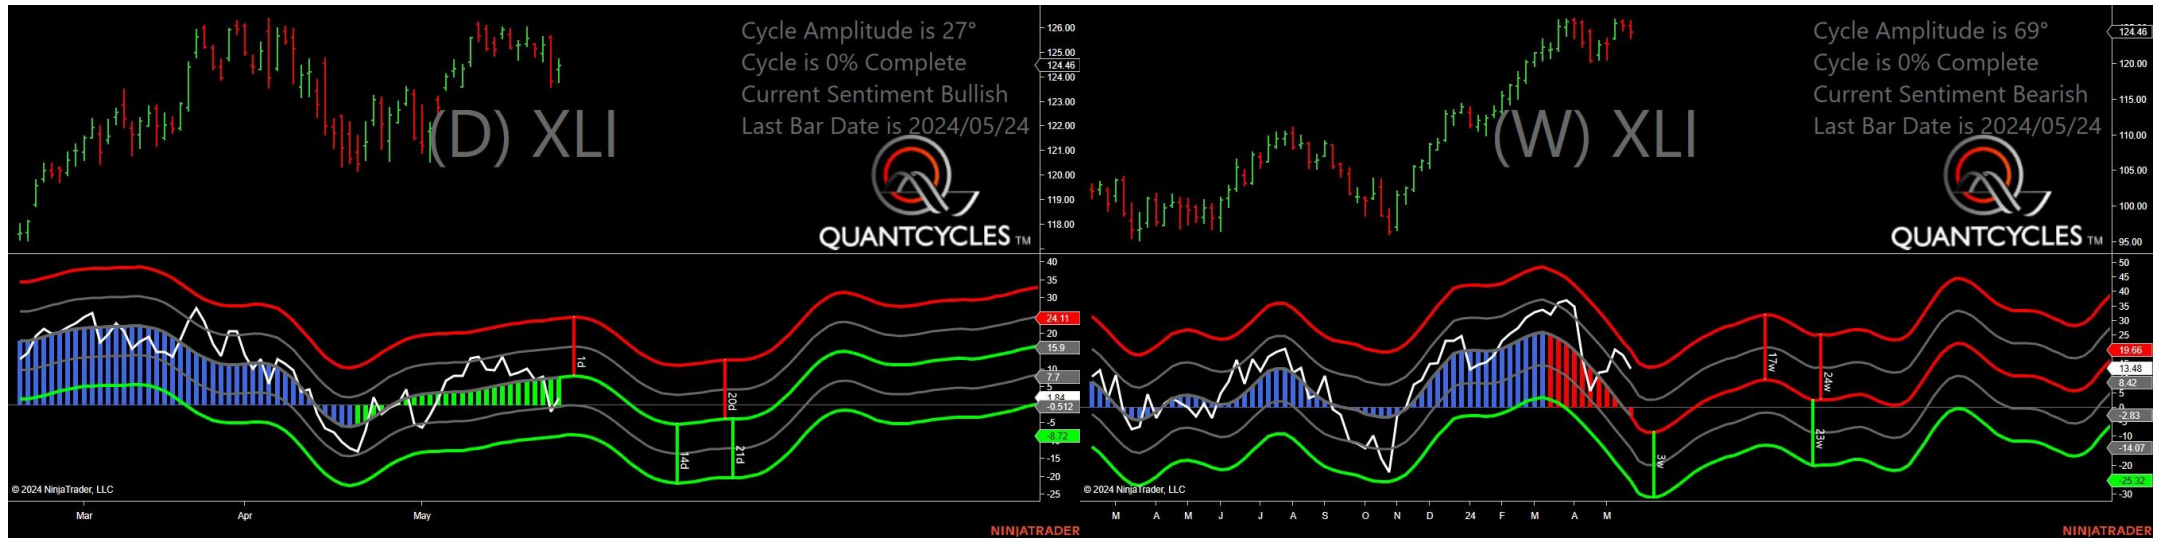 Cycle Amplitude is 27°
Cycle is 0% Complete
Current Sentiment Bullish
Last Bar Date is 2024/05/24
(D) XLI
QUANTCYCLES TM
126.00
125.00
124.46
124.00
123.00
122.00
121.00
120.00
119.00
118.00
40
35
30
24.11
20
15.9
10
7.7
5
1.84
-0.512
-5
-8.72
-15
-20
-25
1d
20d
14d
21d
© 2024 NinjaTrader, LLC
Mar Apr May
NINJATRADER
Cycle Amplitude is 69°
Cycle is 0% Complete
Current Sentiment Bearish
Last Bar Date is 2024/05/24
(W) XLI
QUANTCYCLES TM
124.46
120.00
115.00
110.00
105.00
100.00
95.00
50
45
40
35
30
25
19.66
13.48
8.42
5
0
-2.83
-5
-10
-14.07
-20
-25.32
-30
17w
24w
3w
23w
© 2024 NinjaTrader, LLC
M A M J J A S O N D 24 F M A M
NINJATRADER